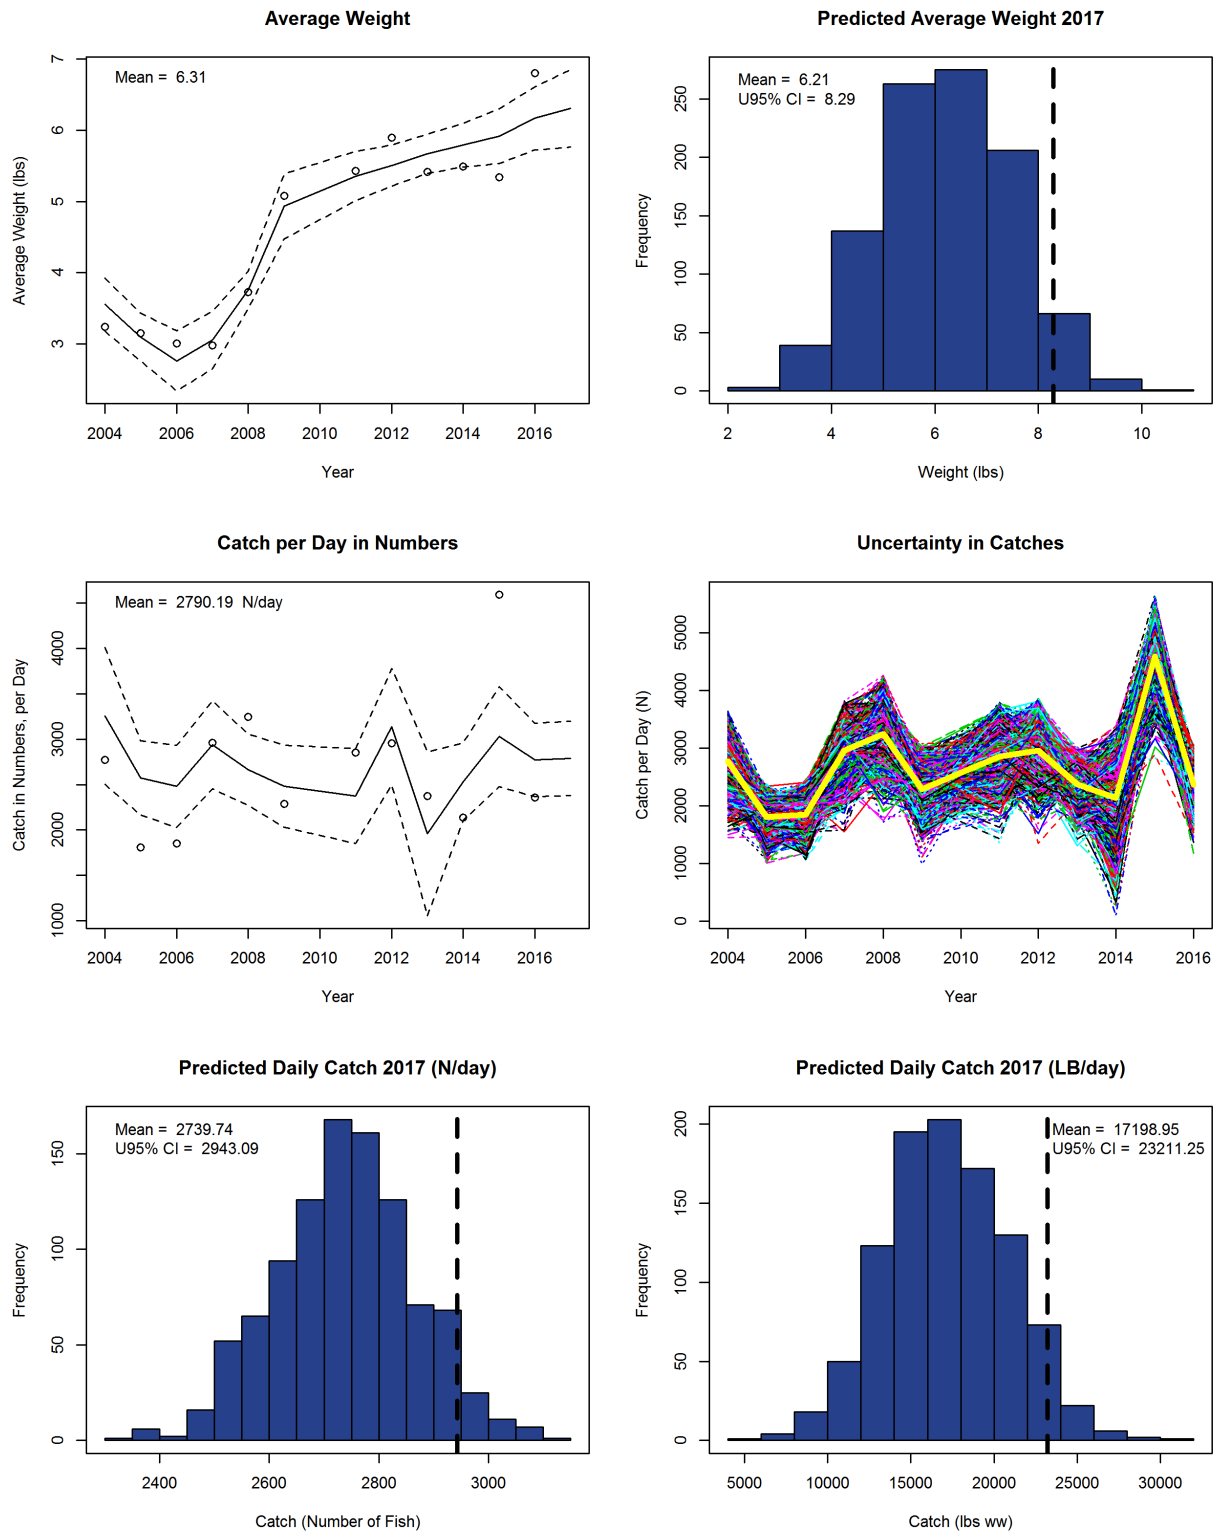 Average Weight
Mean = 6.31
7
6
5
4
3
Average Weight (lbs)
2004 2006 2008 2010 2012 2014 2016
Year
Predicted Average Weight 2017
Mean = 6.21
U95% CI = 8.29
250
200
150
100
50
0
Frequency
2 4 6 8 10
Weight (lbs)
Catch per Day in Numbers
Mean = 2790.19 N/day
4000
3000
2000
1000
Catch in Numbers, per Day
2004 2006 2008 2010 2012 2014 2016
Year
Uncertainty in Catches
5000
4000
3000
2000
1000
0
Catch per Day (N)
2004 2006 2008 2010 2012 2014 2016
Year
Predicted Daily Catch 2017 (N/day)
Mean = 2739.74
U95% CI = 2943.09
150
100
50
0
Frequency
2400 2600 2800 3000
Catch (Number of Fish)
Predicted Daily Catch 2017 (LB/day)
Mean = 17198.95
U95% CI = 23211.25
200
150
100
50
0
Frequency
5000 10000 15000 20000 25000 30000
Catch (lbs ww)